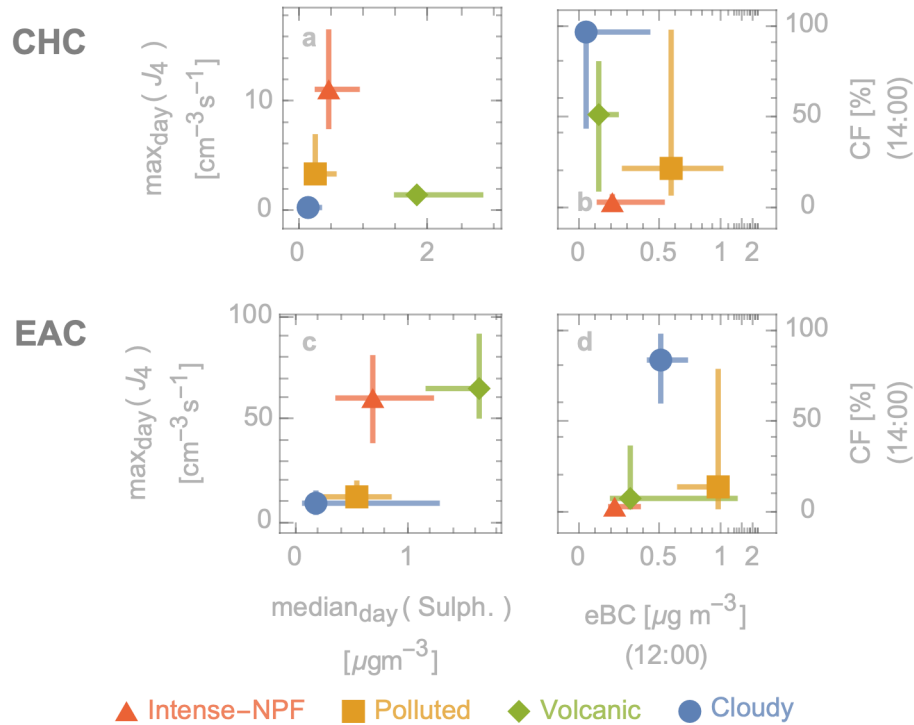 CHC
a
max_day( J_4 )
[cm^−3 s^−1]
10
0
0
2
b
100
50
0
CF [%]
(14:00)
0
0.5
1
2
EAC
c
max_day( J_4 )
[cm^−3 s^−1]
100
50
0
0
1
median_day( Sulph. )
[μgm^−3]
d
100
50
0
CF [%]
(14:00)
0
0.5
1
2
eBC [μg m^−3]
(12:00)
Intense−NPF Polluted Volcanic Cloudy